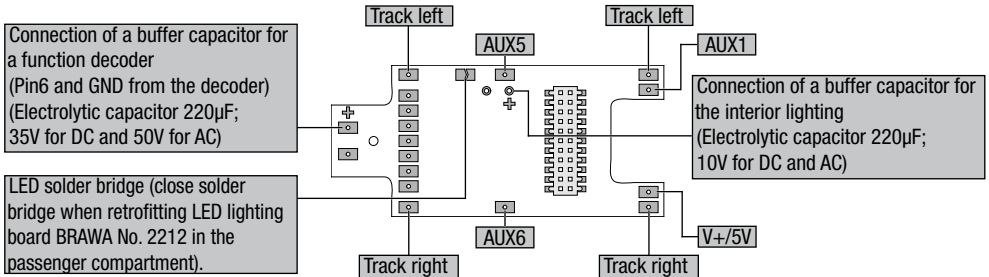 Track left
Track left
Connection of a buffer capacitor for
a function decoder
(Pin6 and GND from the decoder)
(Electrolytic capacitor 220µF;
35V for DC and 50V for AC)
AUX5
AUX1
Connection of a buffer capacitor for
the interior lighting
(Electrolytic capacitor 220µF;
10V for DC and AC)
LED solder bridge (close solder
bridge when retrofitting LED lighting
board BRAWA No. 2212 in the
passenger compartment).
AUX6
V+/5V
Track right
Track right